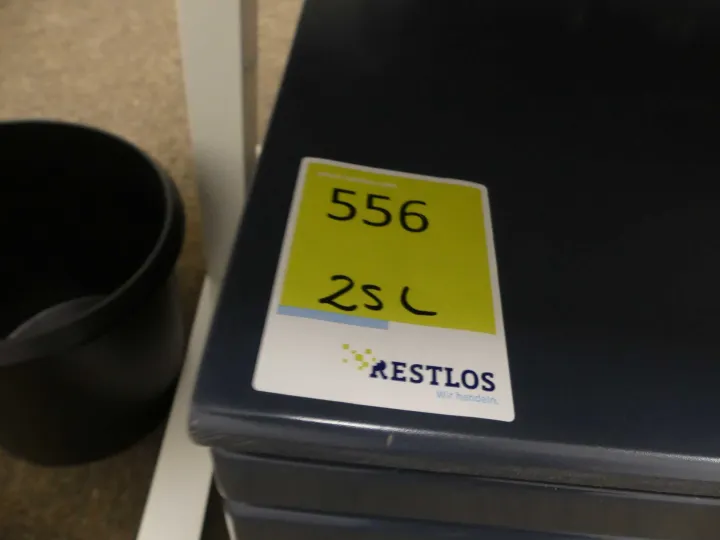 556
2SL
RESTLOS
Wir handeln.